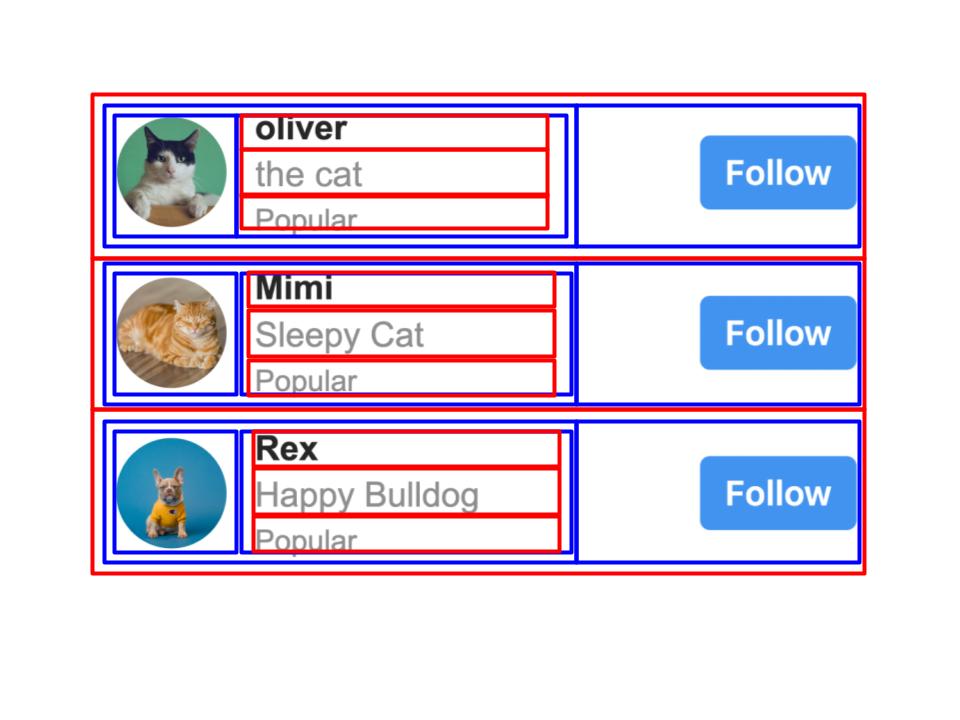 oliver
the cat
Popular
Follow
Mimi
Sleepy Cat
Popular
Follow
Rex
Happy Bulldog
Popular
Follow